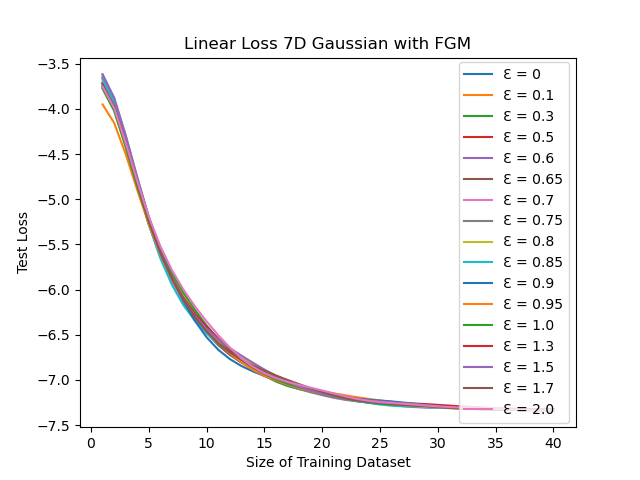 Linear Loss 7D Gaussian with FGM
Test Loss
−3.5
−4.0
−4.5
−5.0
−5.5
−6.0
−6.5
−7.0
−7.5
Ɛ = 0
Ɛ = 0.1
Ɛ = 0.3
Ɛ = 0.5
Ɛ = 0.6
Ɛ = 0.65
Ɛ = 0.7
Ɛ = 0.75
Ɛ = 0.8
Ɛ = 0.85
Ɛ = 0.9
Ɛ = 0.95
Ɛ = 1.0
Ɛ = 1.3
Ɛ = 1.5
Ɛ = 1.7
Ɛ = 2.0
0 5 10 15 20 25 30 35 40
Size of Training Dataset